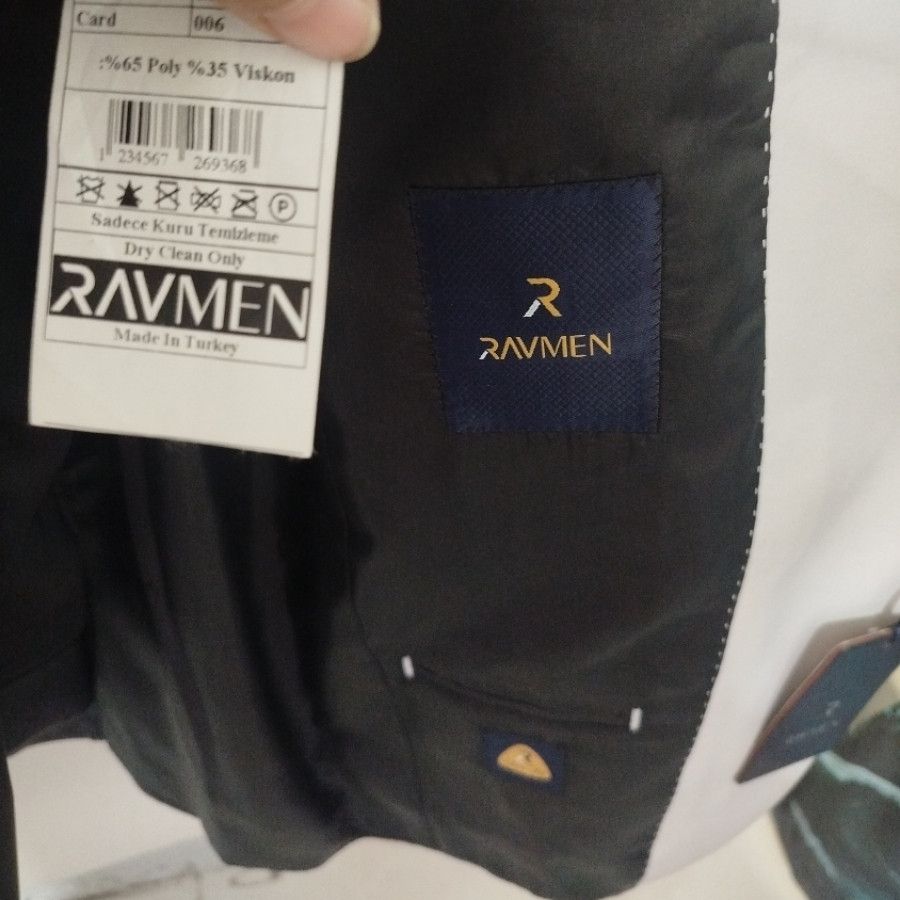 Card 006
:%65 Poly %35 Viskon
1 234567 269368
P
Sadece Kuru Temizleme
Dry Clean Only
RAVMEN
Made In Turkey
R
RAVMEN